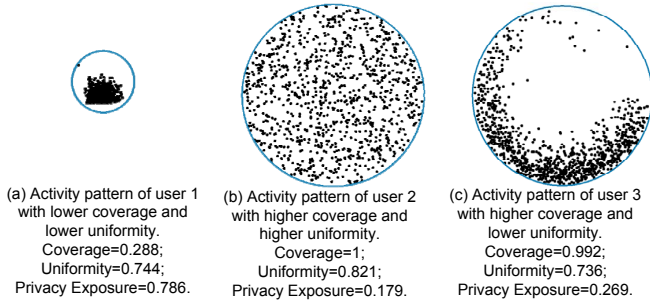 (a) Activity pattern of user 1
with lower coverage and
lower uniformity.
Coverage=0.288;
Uniformity=0.744;
Privacy Exposure=0.786.
(b) Activity pattern of user 2
with higher coverage and
higher uniformity.
Coverage=1;
Uniformity=0.821;
Privacy Exposure=0.179.
(c) Activity pattern of user 3
with higher coverage and
lower uniformity.
Coverage=0.992;
Uniformity=0.736;
Privacy Exposure=0.269.